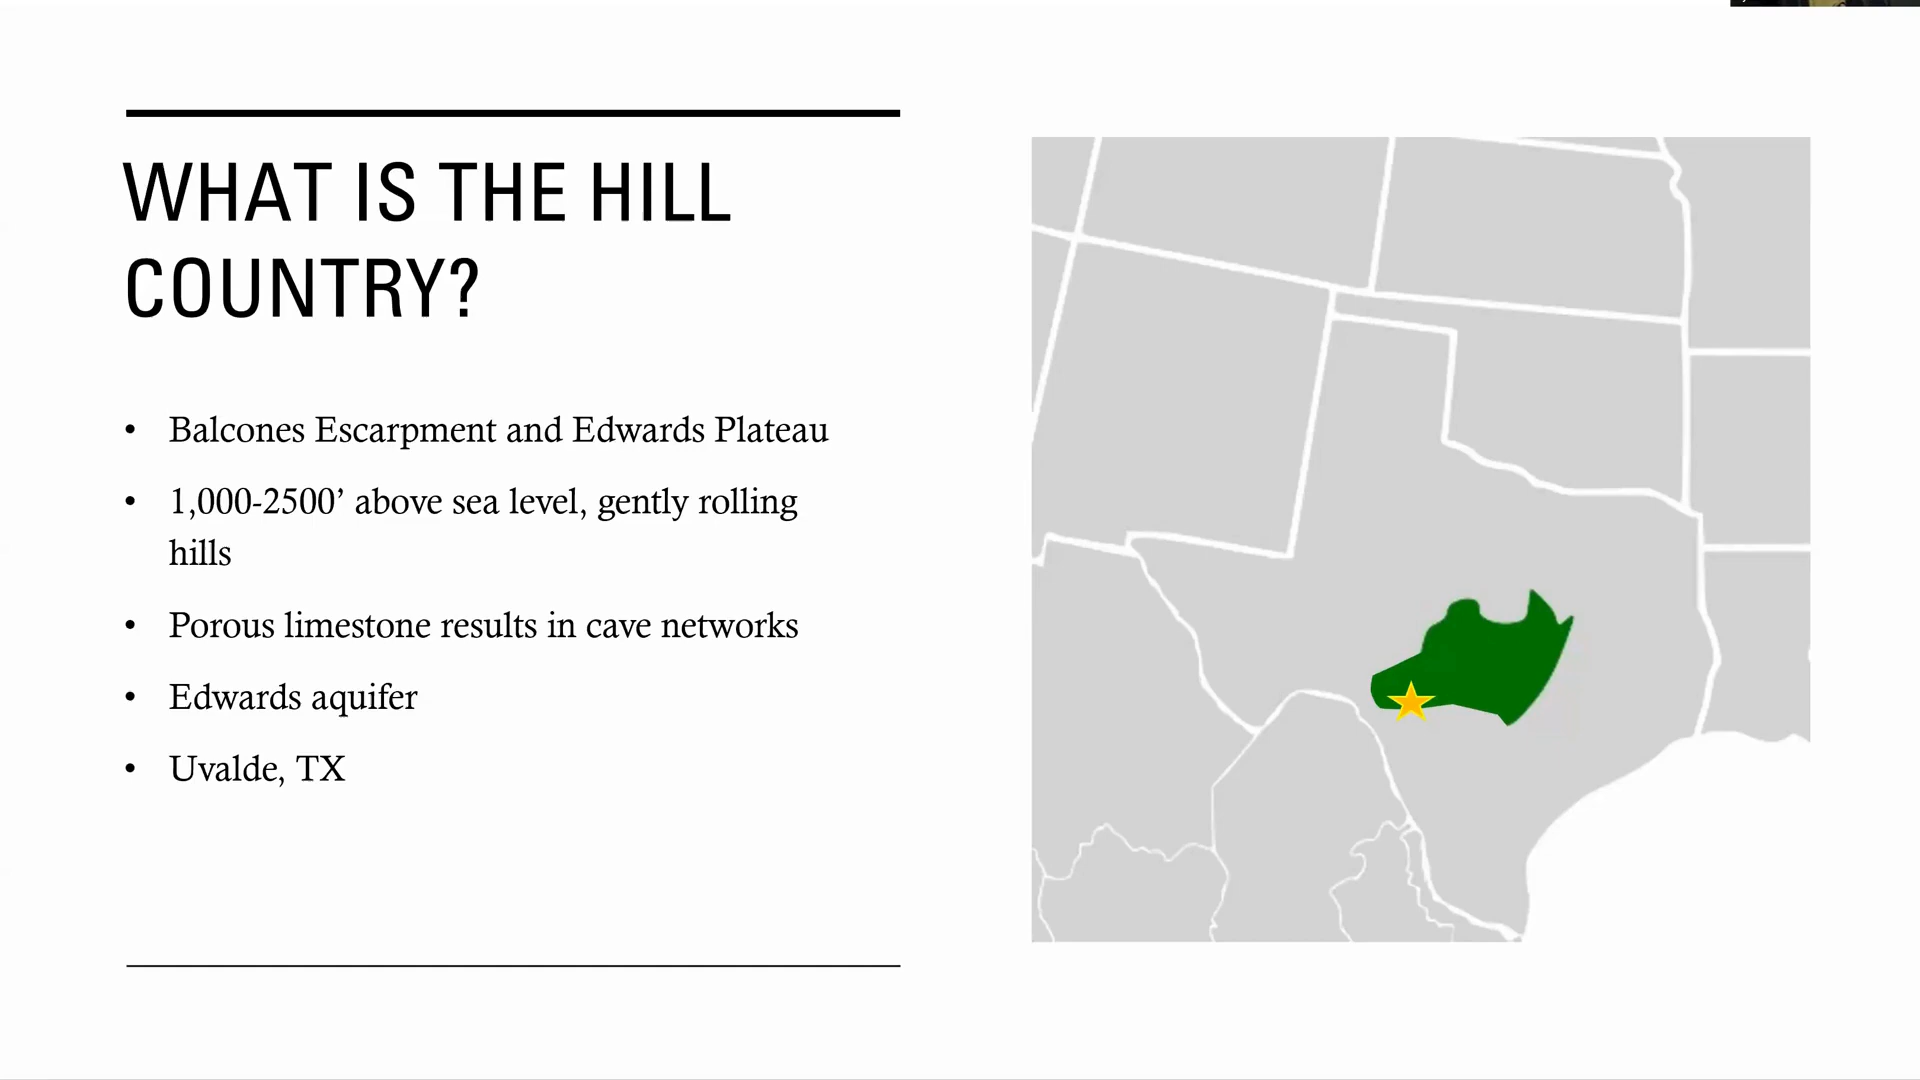 WHAT IS THE HILL
COUNTRY?
• Balcones Escarpment and Edwards Plateau
• 1,000-2500’ above sea level, gently rolling
hills
• Porous limestone results in cave networks
• Edwards aquifer
• Uvalde, TX